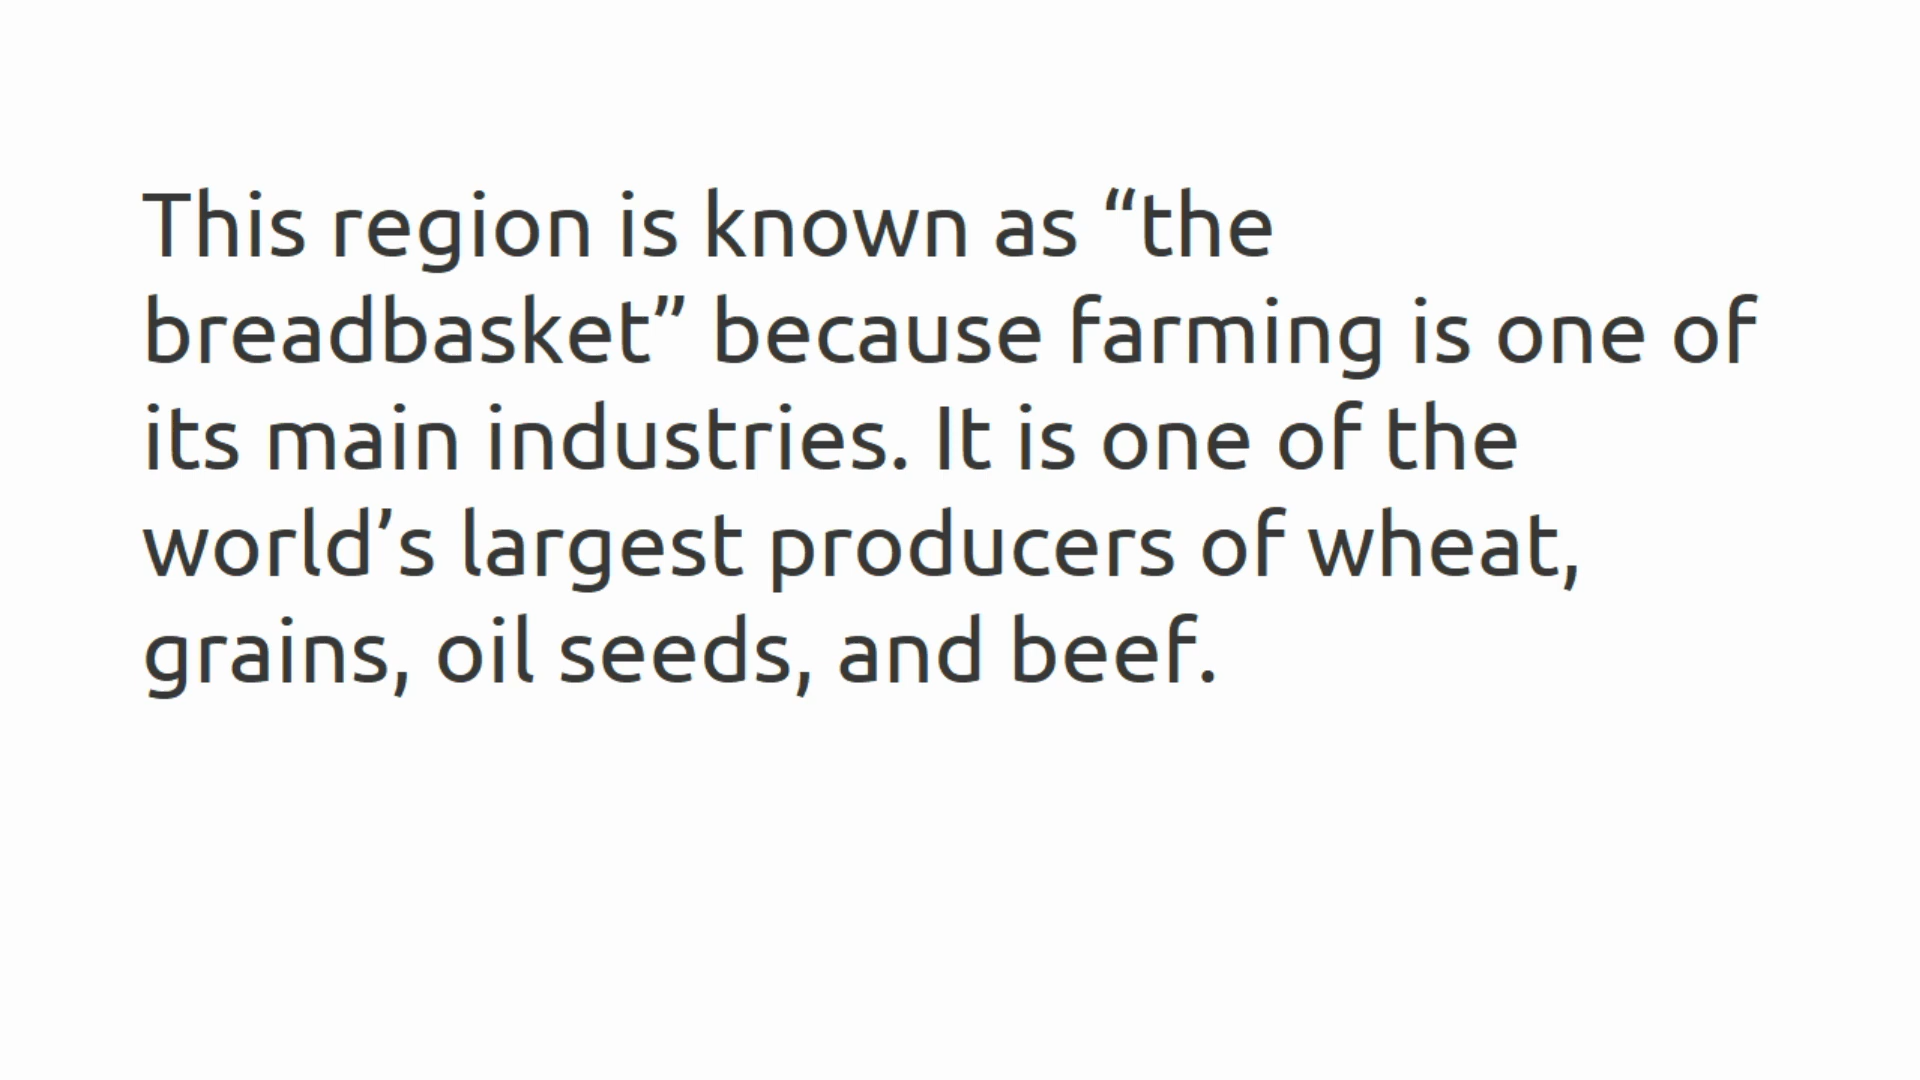 This region is known as “the
breadbasket” because farming is one of
its main industries. It is one of the
world’s largest producers of wheat,
grains, oil seeds, and beef.